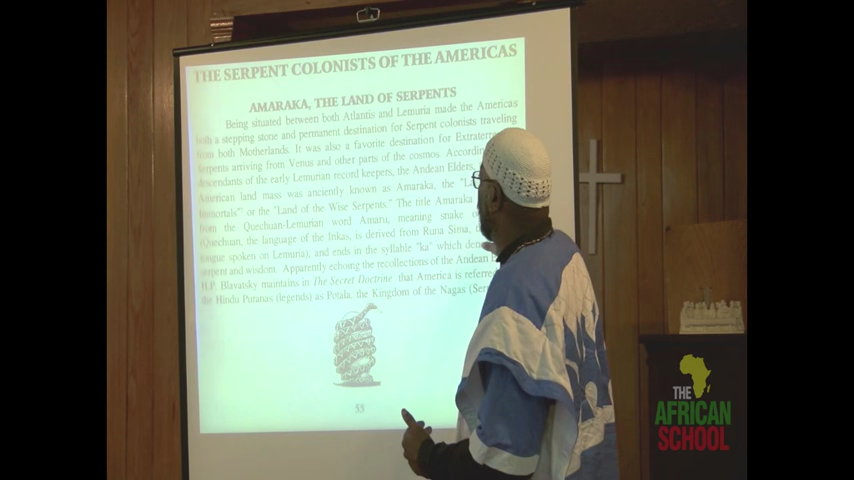 THE SERPENT COLONISTS OF THE AMERICAS
AMARAKA, THE LAND OF SERPENTS
Being situated between both Atlantis and Lemuria made the Americas
both a stepping stone and permanent destination for Serpent colonists traveling
from both Motherlands. It was also a favorite destination for Extraterr
Serpents arriving from Venus and other parts of the cosmos. Accordin
descendants of the early Lemurian record keepers, the Andean Elders,
American land mass was anciently known as Amaraka, the "L
Immortals" or the "Land of the Wise Serpents." The title Amaraka
from the Quechuan-Lemurian word Amaru, meaning snake o
(Quechuan, the language of the Inkas, is derived from Runa Sima, t
tongue spoken on Lemuria), and ends in the syllable "ka" which den
serpent and wisdom. Apparently echoing the recollections of the Andean
H.P. Blavatsky maintains in The Secret Doctrine that America is referre
the Hindu Puranas (legends) as Potala, the Kingdom of the Nagas (Ser
55
THE
AFRICAN
SCHOOL